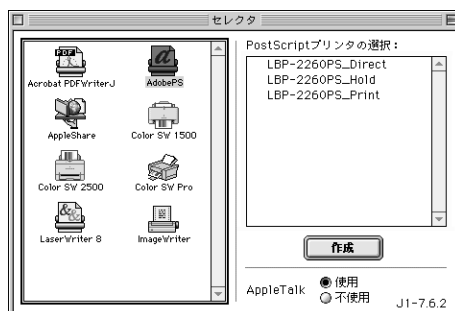 セレクタ
Acrobat PDFWriterJ
AdobePS
AppleShare
Color SW 1500
Color SW 2500
Color SW Pro
LaserWriter 8
ImageWriter
PostScriptプリンタの選択：
LBP-2260PS_Direct
LBP-2260PS_Hold
LBP-2260PS_Print
作成
AppleTalk
使用
不使用
J1-7.6.2